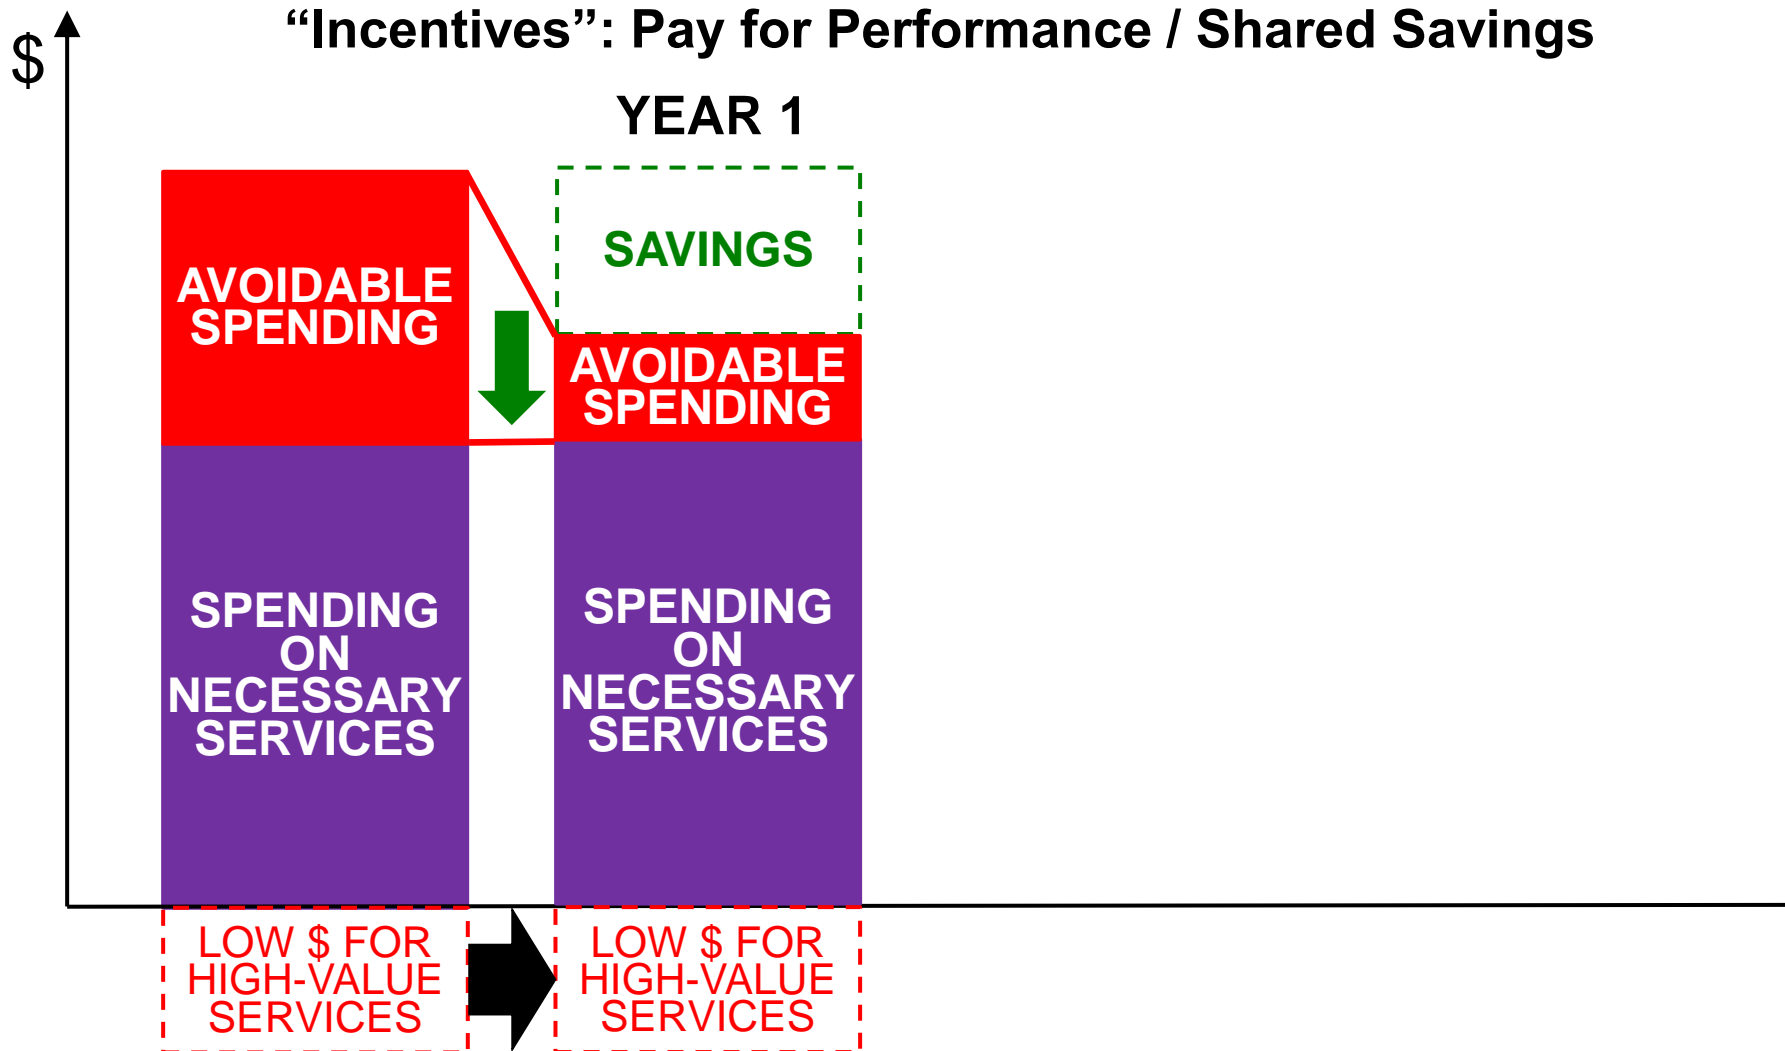 “Incentives”: Pay for Performance / Shared Savings
$
YEAR 1
AVOIDABLE
SPENDING
SAVINGS
AVOIDABLE
SPENDING
SPENDING
ON
NECESSARY
SERVICES
SPENDING
ON
NECESSARY
SERVICES
LOW $ FOR
HIGH-VALUE
SERVICES
LOW $ FOR
HIGH-VALUE
SERVICES